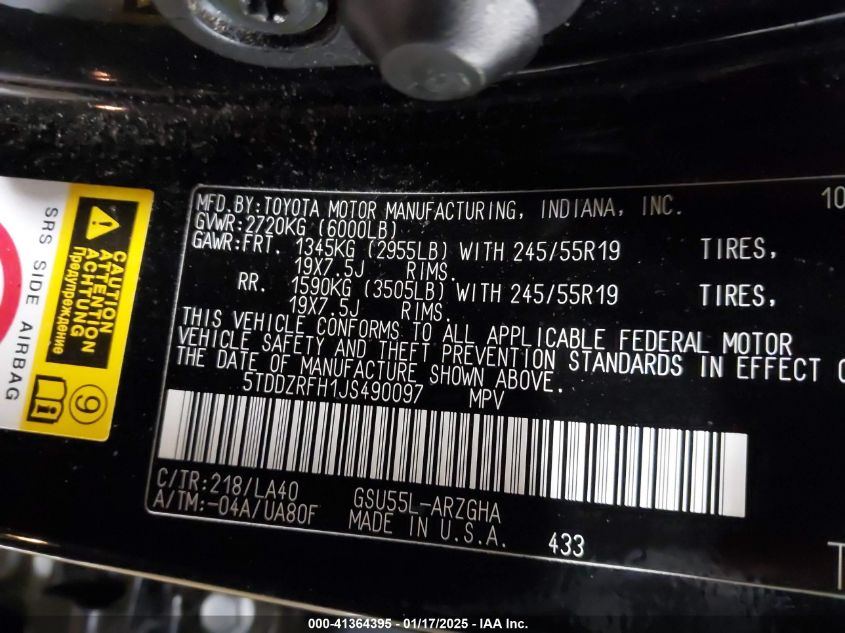 MFD.BY:TOYOTA MOTOR MANUFACTURING, INDIANA, INC. 10
GVWR:2720KG (6000LB)
GAWR:FRT. 1345KG (2955LB) WITH 245/55R19 TIRES,
19X7.5J RIMS.
RR. 1590KG (3505LB) WITH 245/55R19 TIRES,
19X7.5J RIMS.
THIS VEHICLE CONFORMS TO ALL APPLICABLE FEDERAL MOTOR
VEHICLE SAFETY AND THEFT PREVENTION STANDARDS IN EFFECT O
THE DATE OF MANUFACTURE SHOWN ABOVE.
5TDDZRFH1JS490097 MPV
C/TR:218/LA40 GSU55L-ARZGHA
A/TM:-04A/UA80F MADE IN U.S.A. 433
T
SRS SIDE AIRBAG
CAUTION
ATTENTION
ACHTUNG
Предупреждение
9
000-41364395 - 01/17/2025 - IAA Inc.